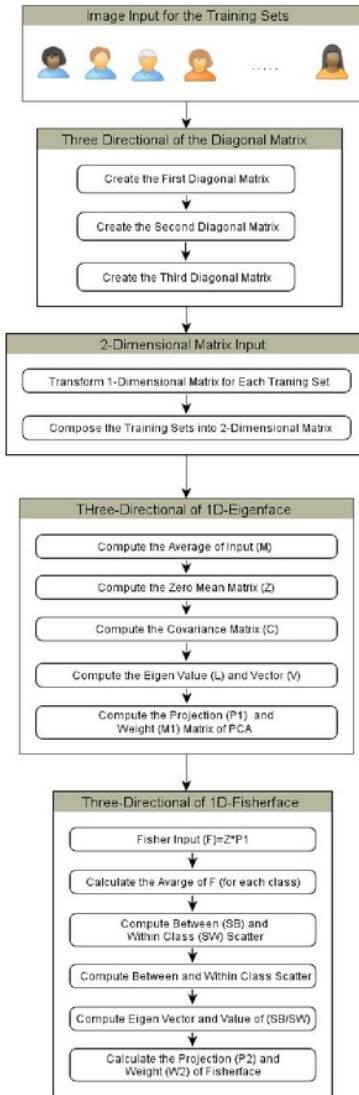 Image Input for the Training Sets
.....
Three Directional of the Diagonal Matrix
Create the First Diagonal Matrix
Create the Second Diagonal Matrix
Create the Third Diagonal Matrix
2-Dimensional Matrix Input
Transform 1-Dimensional Matrix for Each Traning Set
Compose the Training Sets into 2-Dimensional Matrix
THree-Directional of 1D-Eigenface
Compute the Average of Input (M)
Compute the Zero Mean Matrix (Z)
Compute the Covariance Matrix (C)
Compute the Eigen Value (L) and Vector (V)
Compute the Projection (P1) and
Weight (M1) Matrix of PCA
Three-Directional of 1D-Fisherface
Fisher Input (F)=Z*P1
Calculate the Avarge of F (for each class)
Compute Between (SB) and
Within Class (SW) Scatter
Compute Between and Within Class Scatter
Compute Eigen Vector and Value of (SB/SW)
Calculate the Projection (P2) and
Weight (W2) of Fisherface